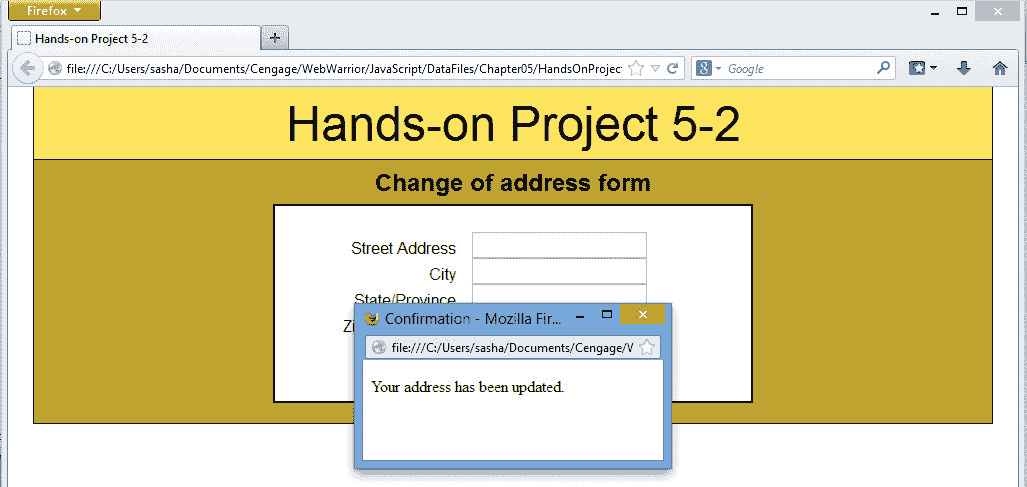 Firefox
Hands-on Project 5-2
file:///C:/Users/sasha/Documents/Cengage/WebWarrior/JavaScript/DataFiles/Chapter05/HandsOnProject
Google
Hands-on Project 5-2
Change of address form
Street Address
City
State/Province
Confirmation - Mozilla Fir...
file:///C:/Users/sasha/Documents/Cengage/W
Your address has been updated.